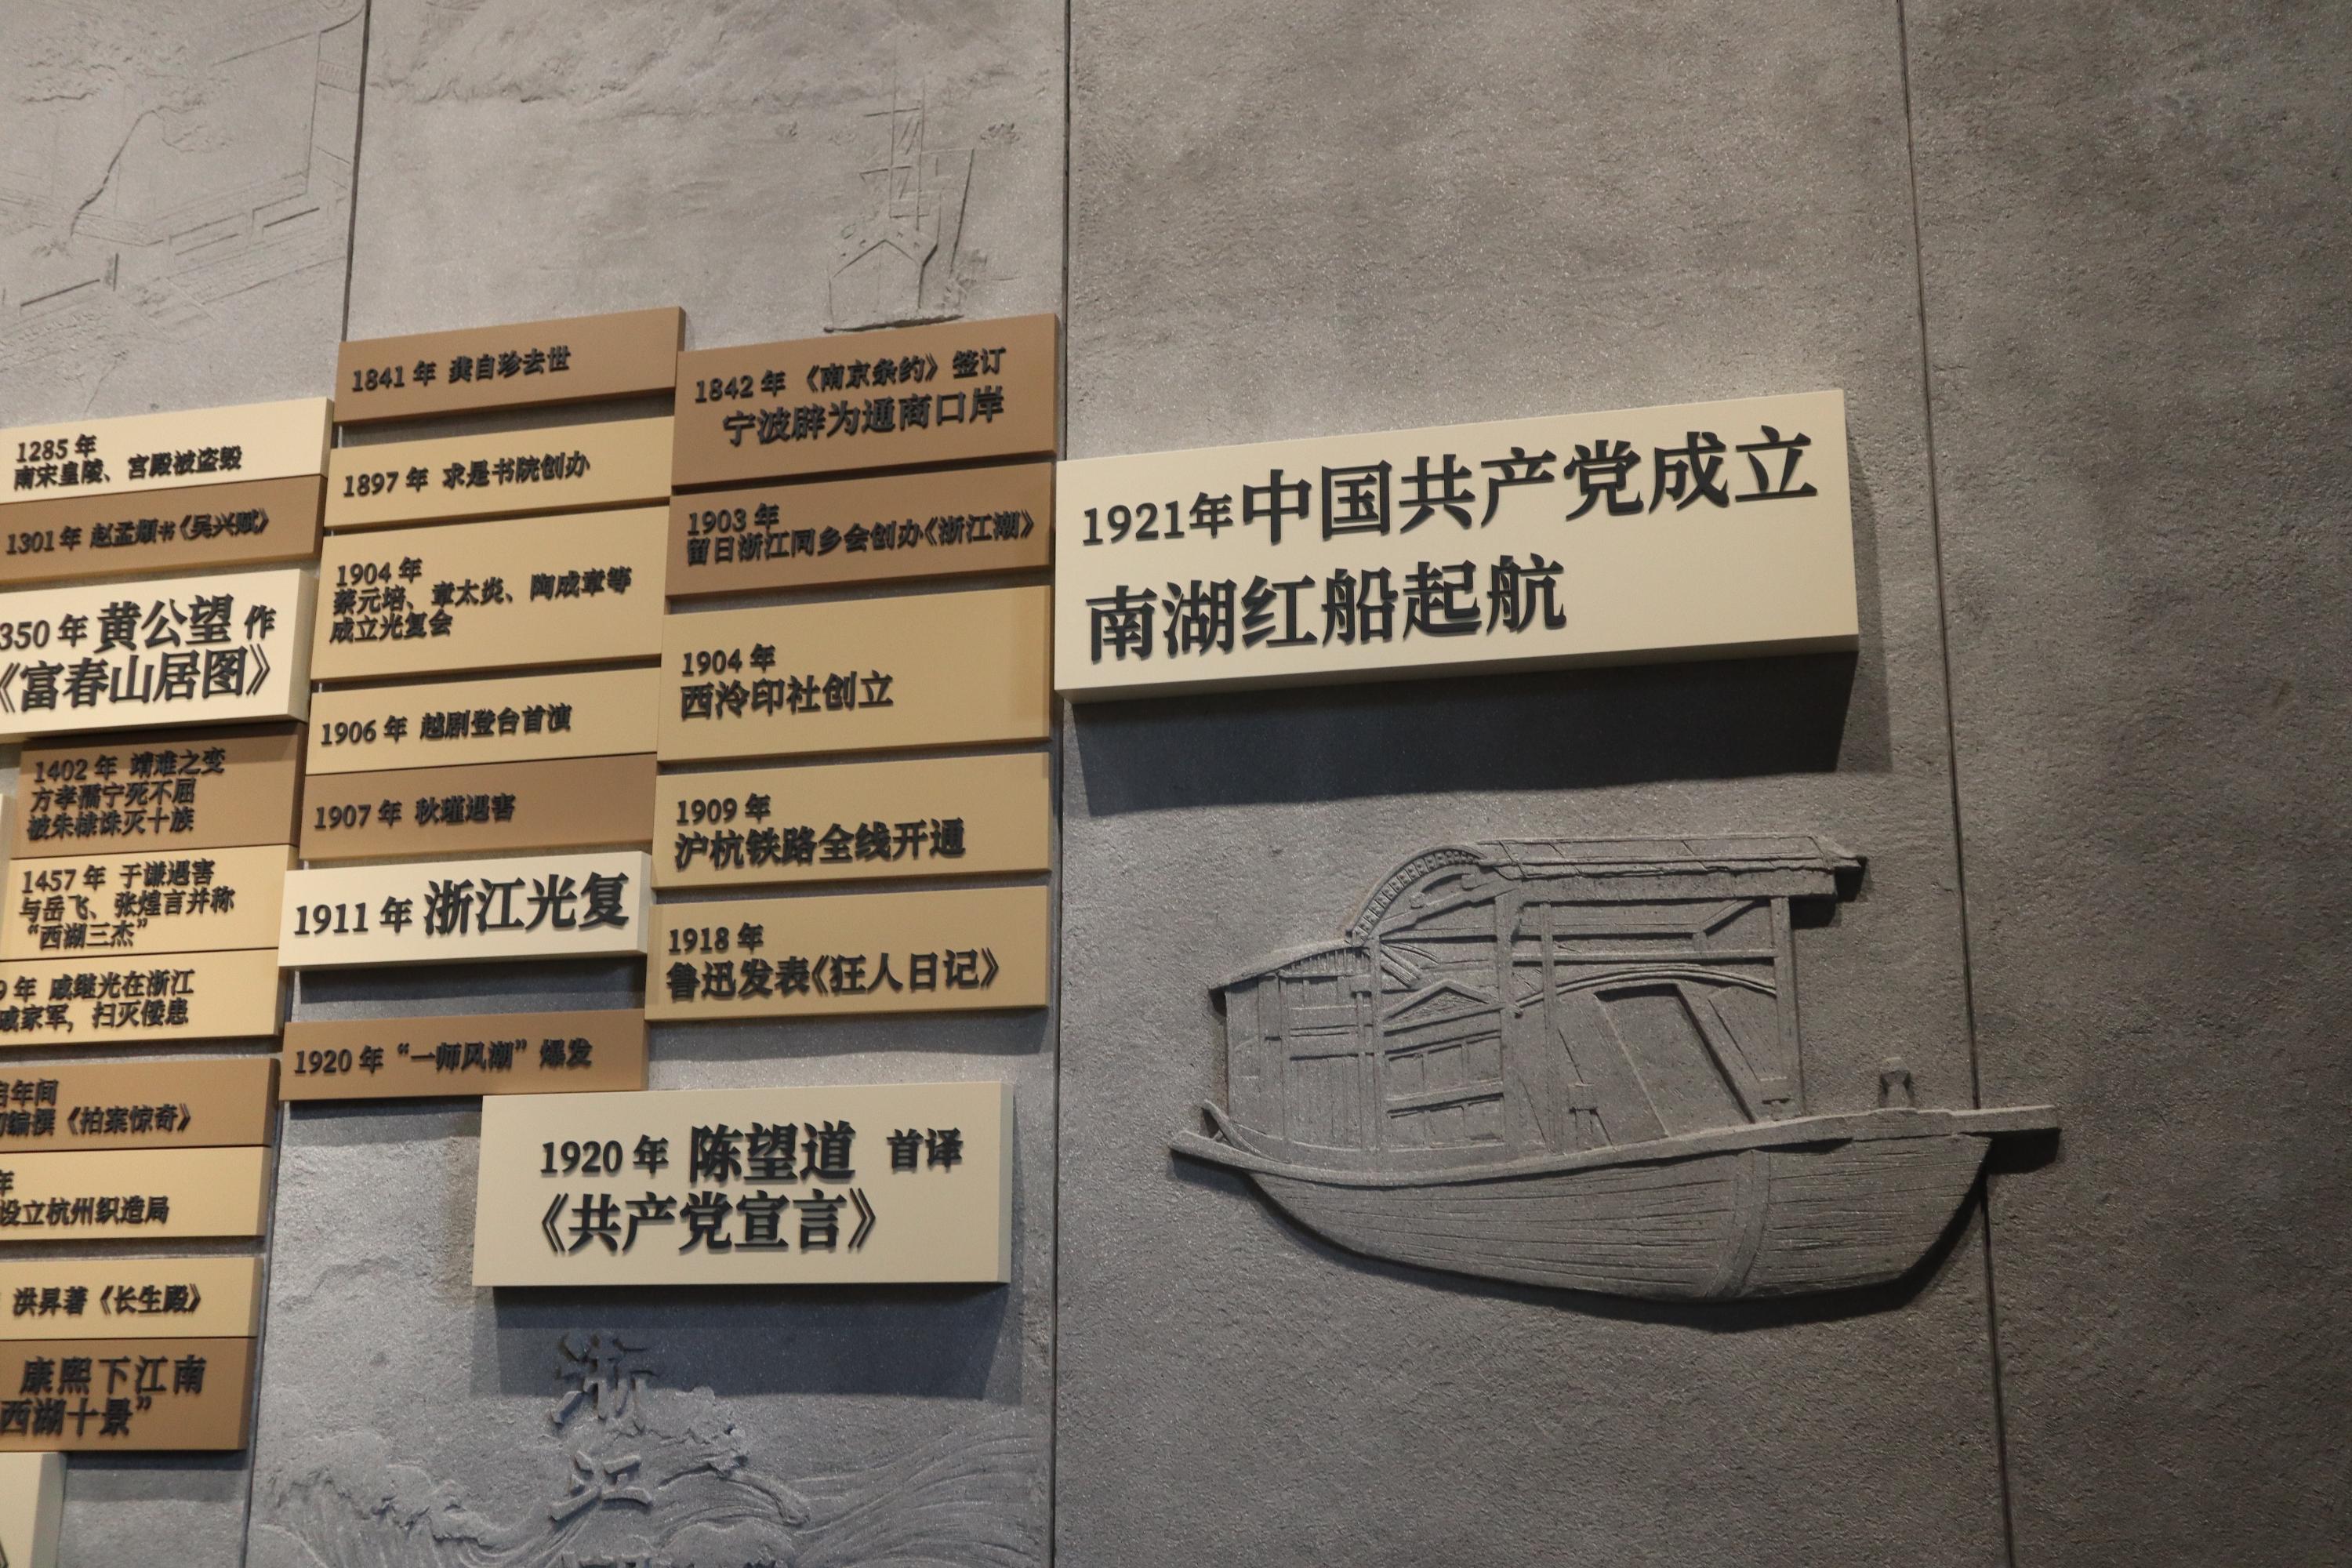 1285 年
南宋皇陵、宫殿被盗毁
1301 年 赵孟頫书《吴兴赋》
350 年 黄公望 作
《富春山居图》
1402 年 靖难之变
方孝孺宁死不屈
被朱棣诛灭十族
1457 年 于谦遇害
与岳飞、张煌言并称
“西湖三杰”
9 年 戚继光在浙江
戚家军，扫灭倭患
启年间
初编撰《拍案惊奇》
年
设立杭州织造局
洪昇著《长生殿》
康熙下江南
西湖十景”
1841 年 龚自珍去世
1897 年 求是书院创办
1904 年
蔡元培、章太炎、陶成章等
成立光复会
1906 年 越剧登台首演
1907 年 秋瑾遇害
1911 年 浙江光复
1920 年 “一师风潮” 爆发
1842 年 《南京条约》 签订
宁波辟为通商口岸
1903 年
留日浙江同乡会创办《浙江潮》
1904 年
西泠印社创立
1909 年
沪杭铁路全线开通
1918 年
鲁迅发表《狂人日记》
1920 年 陈望道 首译
《共产党宣言》
浙
江
1921年中国共产党成立
南湖红船起航